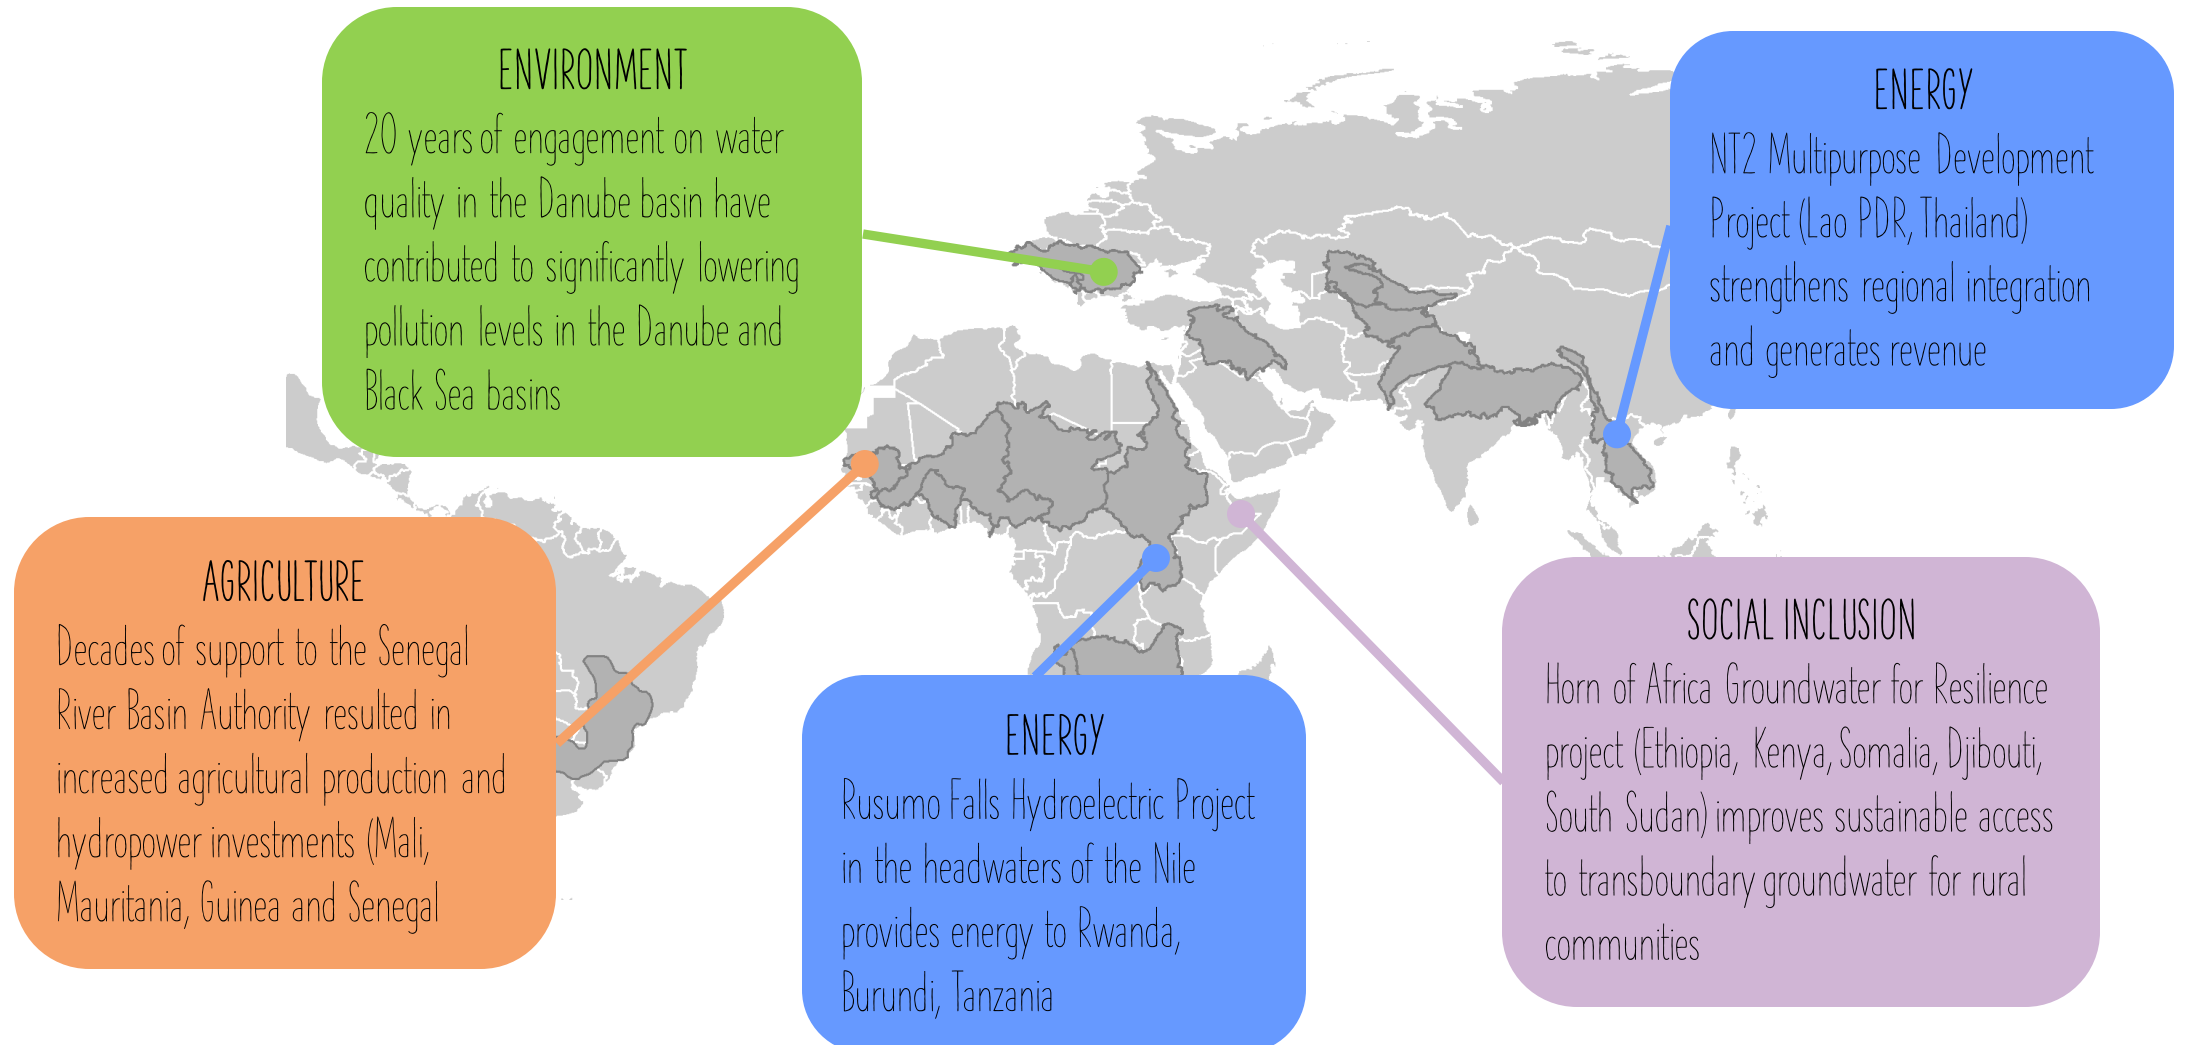 ENVIRONMENT
20 years of engagement on water
quality in the Danube basin have
contributed to significantly lowering
pollution levels in the Danube and
Black Sea basins
ENERGY
NT2 Multipurpose Development
Project (Lao PDR, Thailand)
strengthens regional integration
and generates revenue
AGRICULTURE
Decades of support to the Senegal
River Basin Authority resulted in
increased agricultural production and
hydropower investments (Mali,
Mauritania, Guinea and Senegal
ENERGY
Rusumo Falls Hydroelectric Project
in the headwaters of the Nile
provides energy to Rwanda,
Burundi, Tanzania
SOCIAL INCLUSION
Horn of Africa Groundwater for Resilience
project (Ethiopia, Kenya, Somalia, Djibouti,
South Sudan) improves sustainable access
to transboundary groundwater for rural
communities